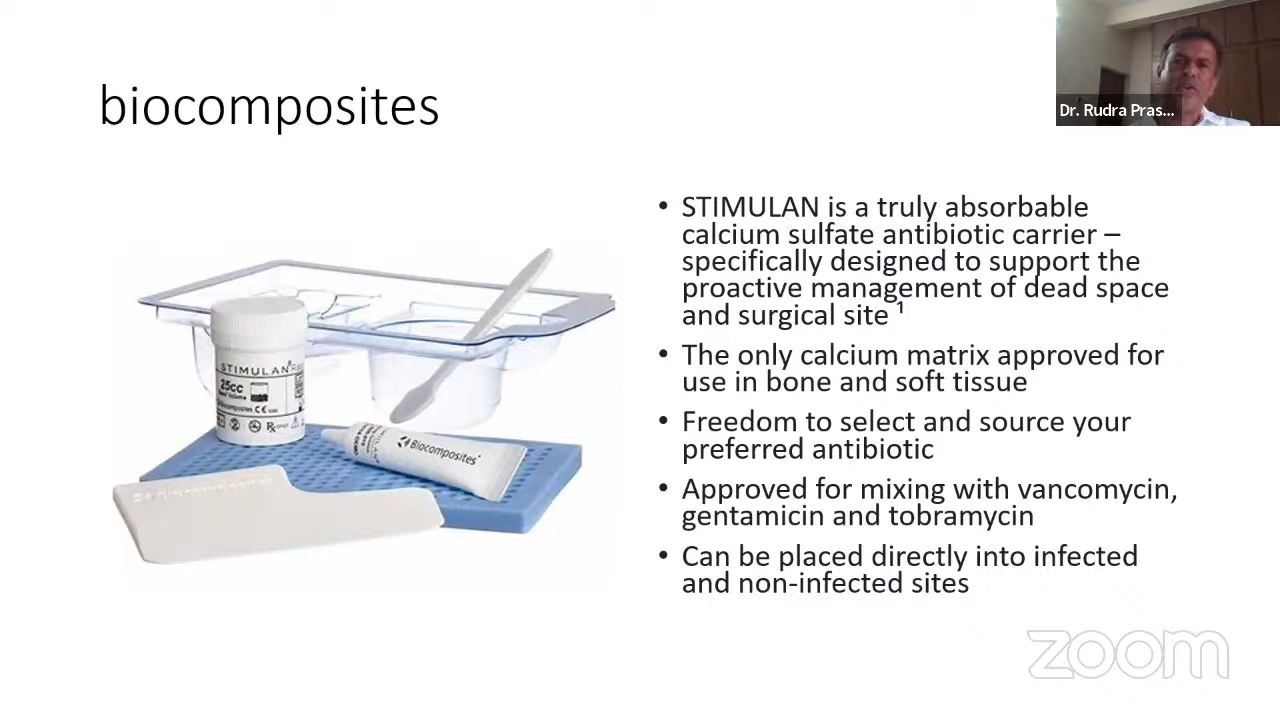 biocomposites
Dr. Rudra Pras...
• STIMULAN is a truly absorbable
calcium sulfate antibiotic carrier –
specifically designed to support the
proactive management of dead space
and surgical site ¹
• The only calcium matrix approved for
use in bone and soft tissue
• Freedom to select and source your
preferred antibiotic
• Approved for mixing with vancomycin,
gentamicin and tobramycin
• Can be placed directly into infected
and non-infected sites
STIMULAN
25cc
biocomposites CE
Rx
Biocomposites
zoom